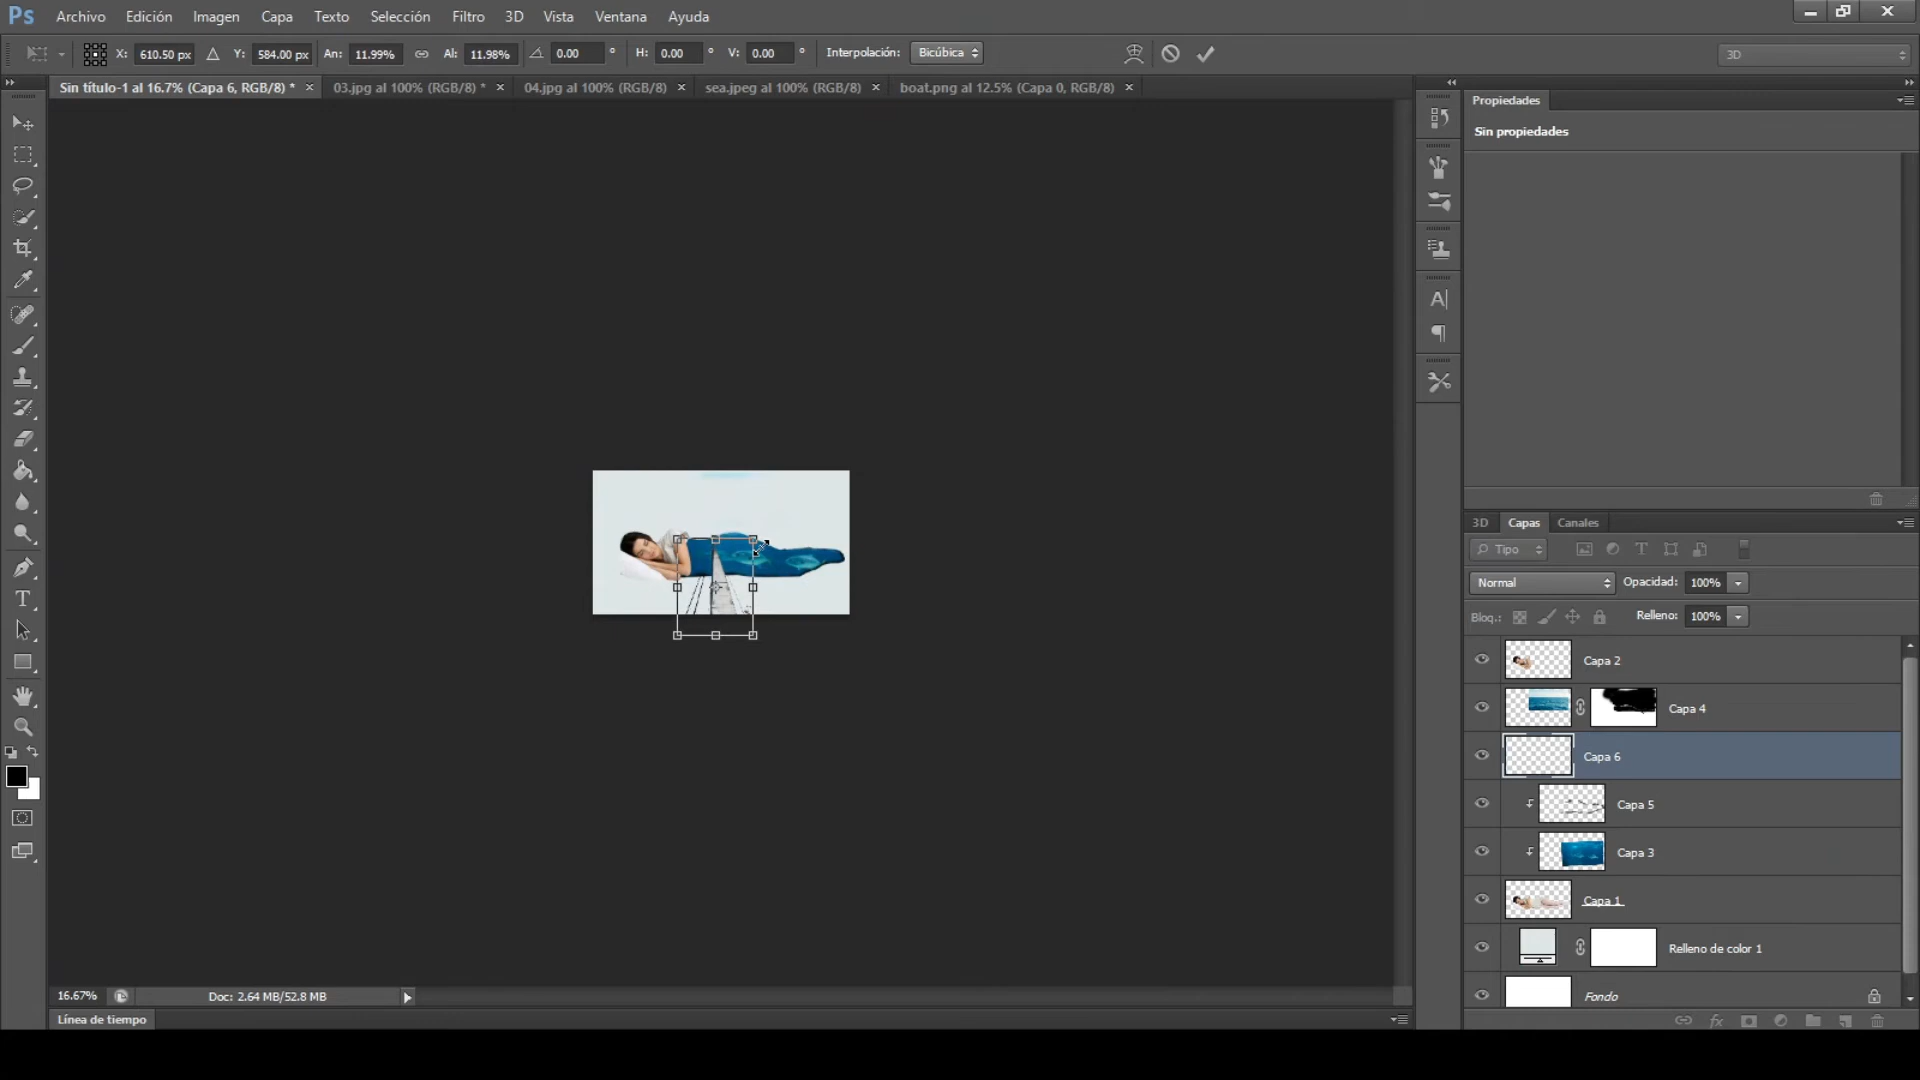 Ps Archivo Edición Imagen Capa Texto Selección Filtro 3D Vista Ventana Ayuda
X: 610.50 px Y: 584.00 px An: 11.99% Al: 11.98% 0.00 ° H: 0.00 ° V: 0.00 ° Interpolación: Bicúbica 3D
Sin título-1 al 16.7% (Capa 6, RGB/8) * × 03.jpg al 100% (RGB/8) * × 04.jpg al 100% (RGB/8) × sea.jpeg al 100% (RGB/8) × boat.png al 12.5% (Capa 0, RGB/8) ×
Propiedades
Sin propiedades
3D Capas Canales
Tipo
Normal Opacidad: 100%
Bloq.: Relleno: 100%
Capa 2
Capa 4
Capa 6
Capa 5
Capa 3
Capa 1
Relleno de color 1
Fondo
fx
16.67% Doc: 2.64 MB/52.8 MB
Línea de tiempo